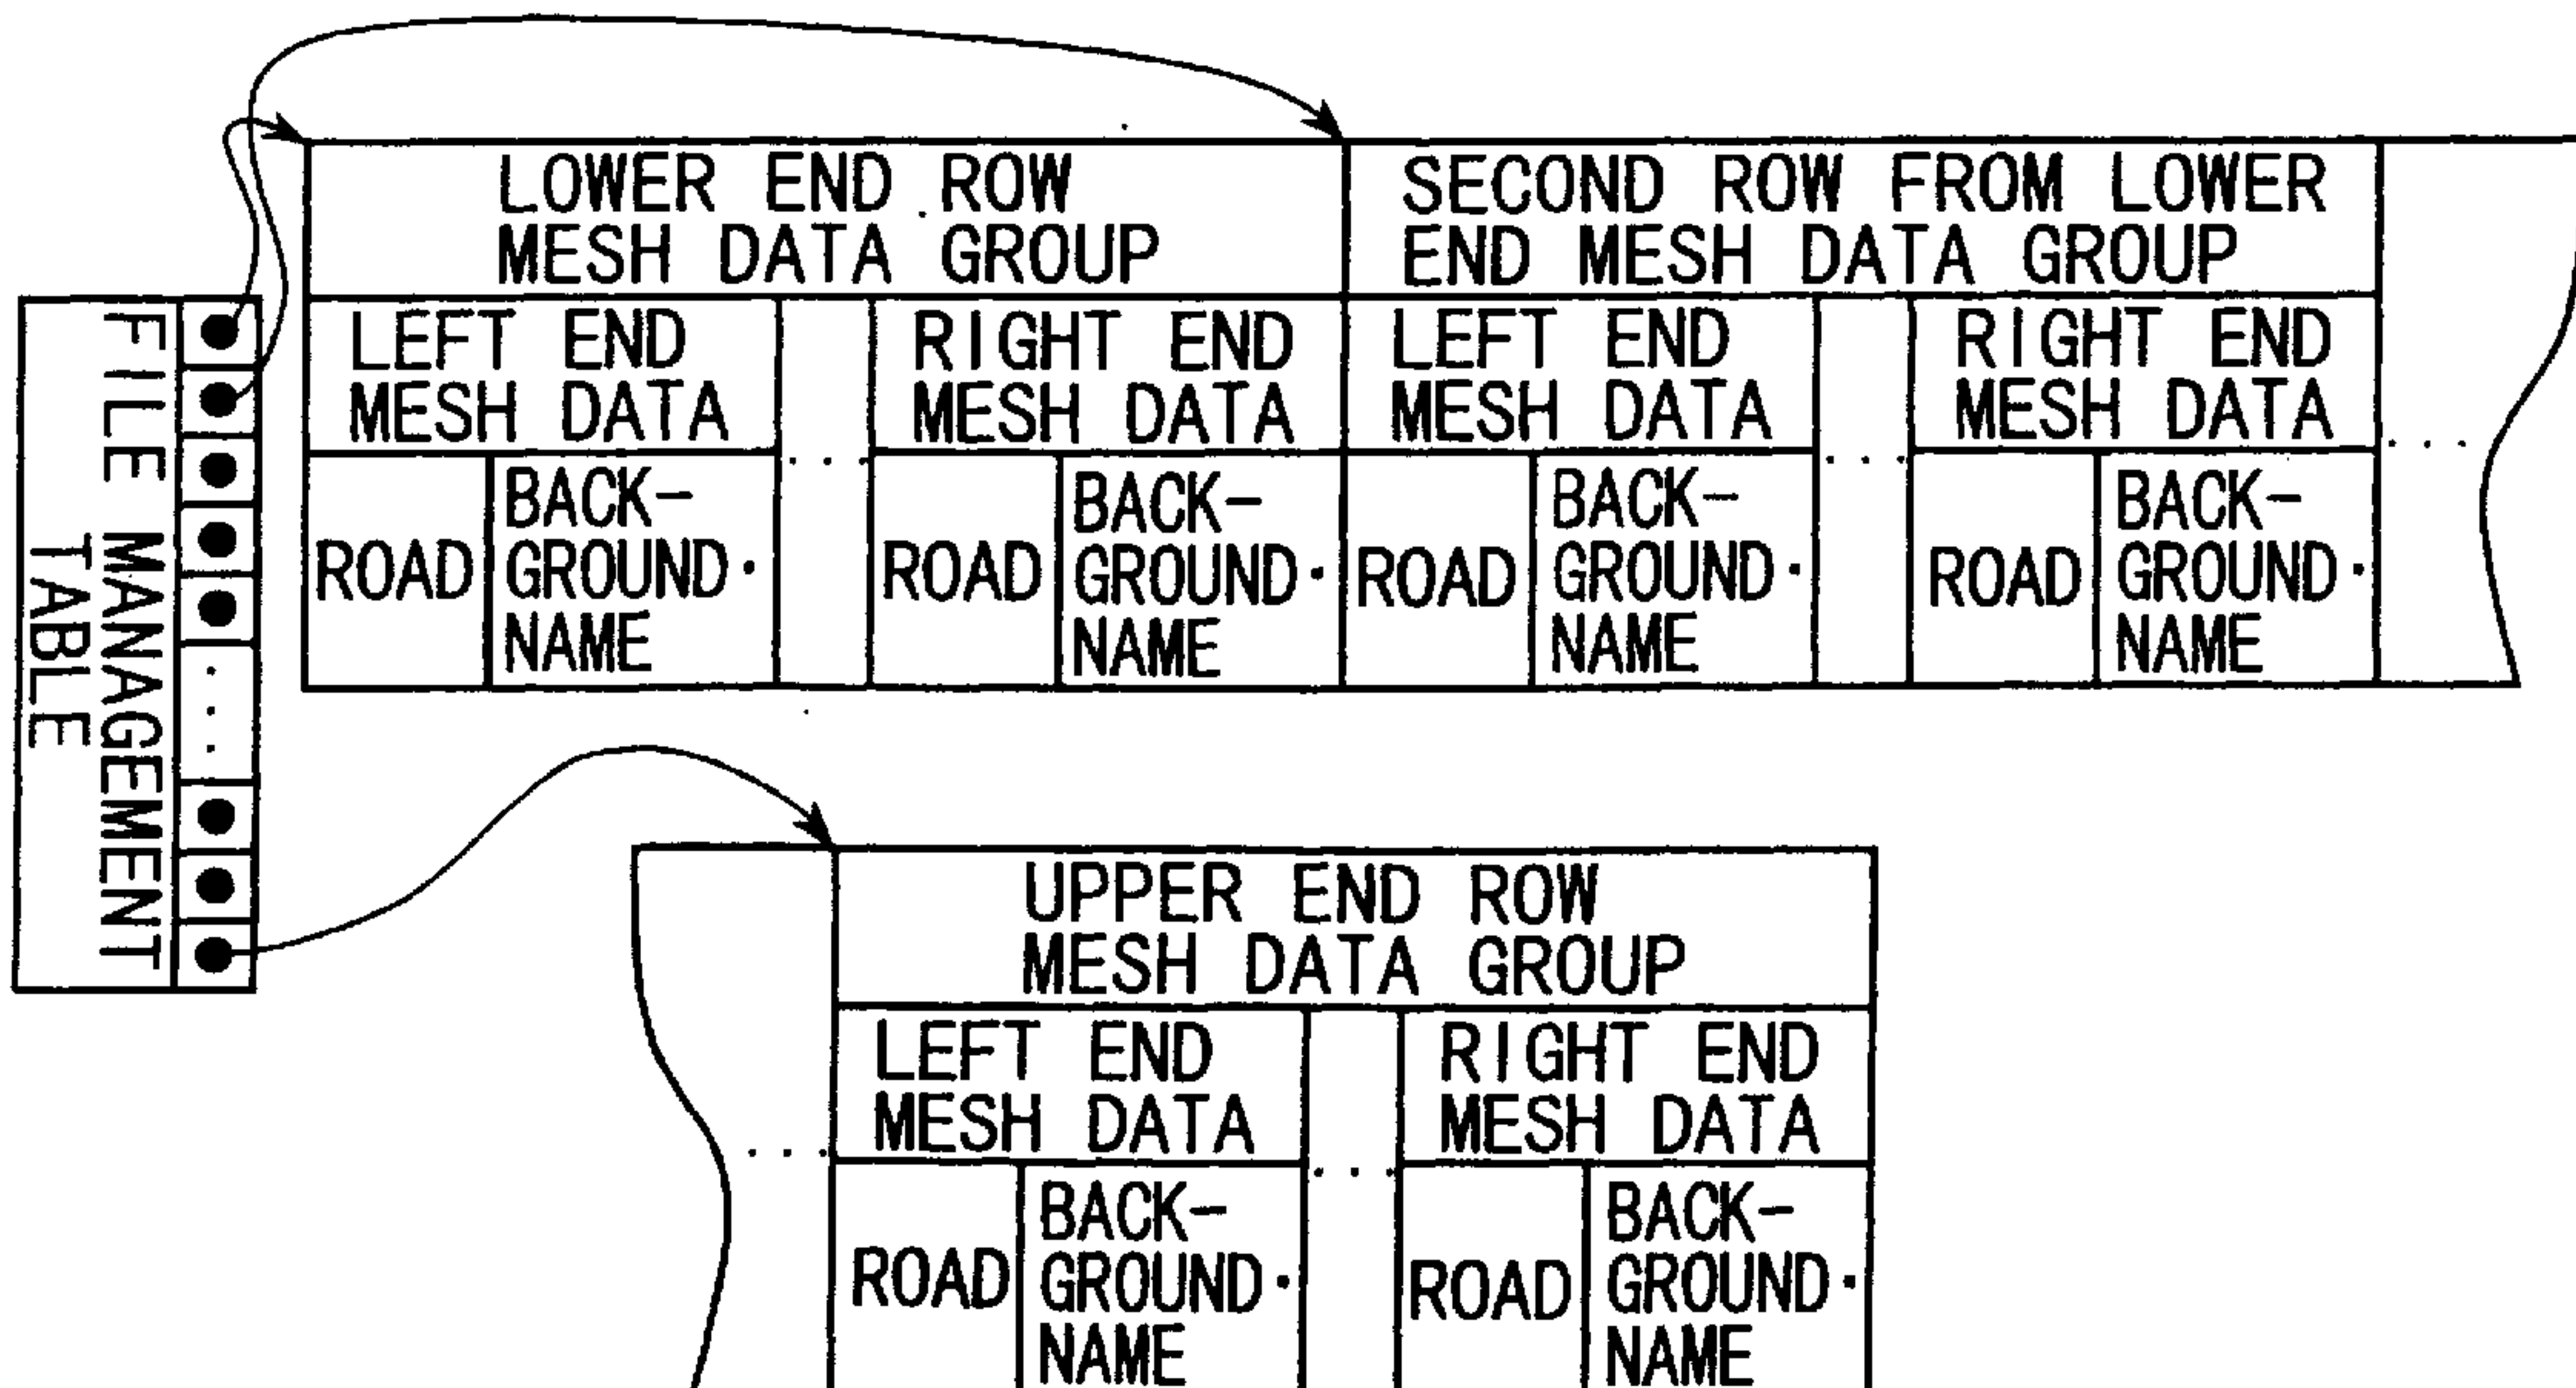 LOWER END ROW
MESH DATA GROUP
SECOND ROW FROM LOWER
END MESH DATA GROUP
FILE MANAGEMENT
TABLE
LEFT END
MESH DATA
...
RIGHT END
MESH DATA
LEFT END
MESH DATA
...
RIGHT END
MESH DATA
...
ROAD
BACK-
GROUND·
NAME
ROAD
BACK-
GROUND·
NAME
ROAD
BACK-
GROUND·
NAME
ROAD
BACK-
GROUND·
NAME
UPPER END ROW
MESH DATA GROUP
...
LEFT END
MESH DATA
...
RIGHT END
MESH DATA
ROAD
BACK-
GROUND·
NAME
ROAD
BACK-
GROUND·
NAME